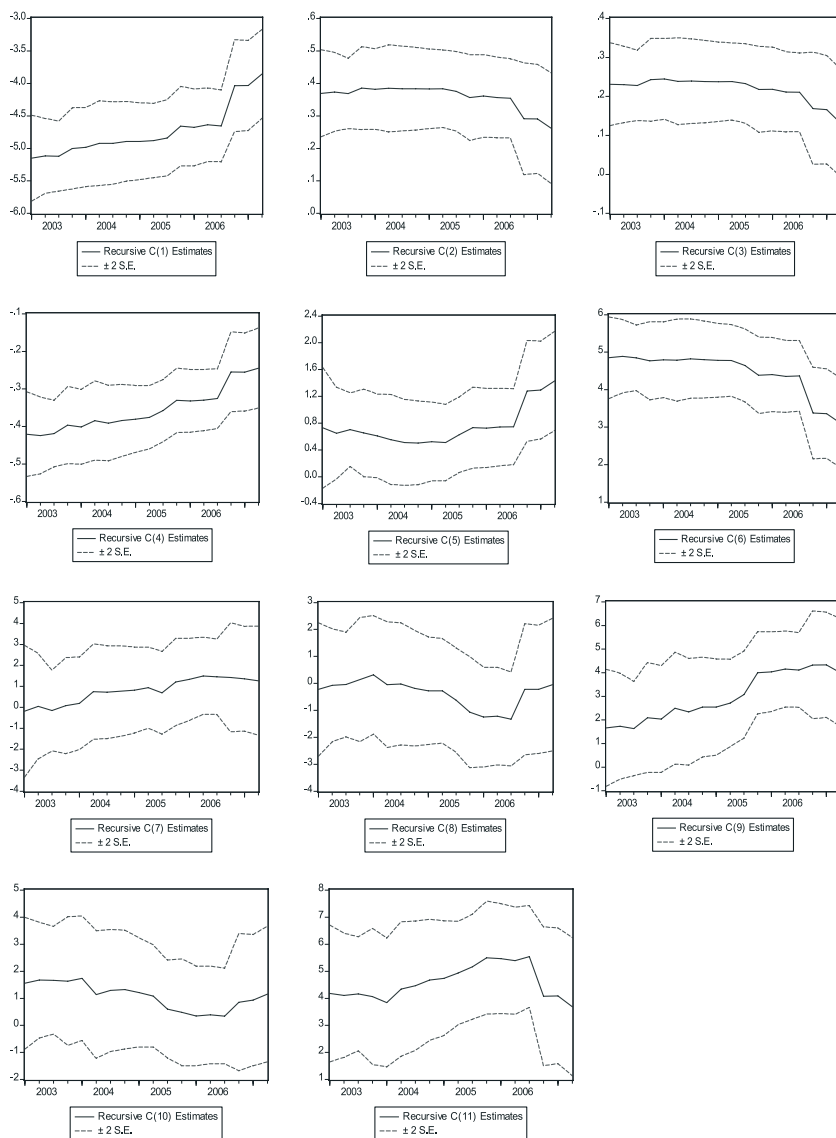 -3.0
-3.5
-4.0
-4.5
-5.0
-5.5
-6.0
2003 2004 2005 2006
Recursive C(1) Estimates
± 2 S.E.
.6
.5
.4
.3
.2
.1
.0
2003 2004 2005 2006
Recursive C(2) Estimates
± 2 S.E.
.4
.3
.2
.1
.0
-.1
2003 2004 2005 2006
Recursive C(3) Estimates
± 2 S.E.
-.1
-.2
-.3
-.4
-.5
-.6
2003 2004 2005 2006
Recursive C(4) Estimates
± 2 S.E.
2.4
2.0
1.6
1.2
0.8
0.4
0.0
-0.4
2003 2004 2005 2006
Recursive C(5) Estimates
± 2 S.E.
6
5
4
3
2
1
2003 2004 2005 2006
Recursive C(6) Estimates
± 2 S.E.
5
4
3
2
1
0
-1
-2
-3
-4
2003 2004 2005 2006
Recursive C(7) Estimates
± 2 S.E.
3
2
1
0
-1
-2
-3
-4
2003 2004 2005 2006
Recursive C(8) Estimates
± 2 S.E.
7
6
5
4
3
2
1
0
-1
2003 2004 2005 2006
Recursive C(9) Estimates
± 2 S.E.
5
4
3
2
1
0
-1
-2
2003 2004 2005 2006
Recursive C(10) Estimates
± 2 S.E.
8
7
6
5
4
3
2
1
2003 2004 2005 2006
Recursive C(11) Estimates
± 2 S.E.